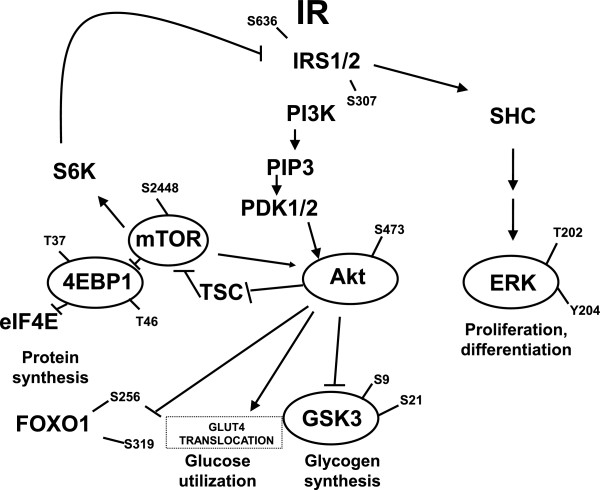 IR
S636
IRS1/2
S307
PI3K
SHC
PIP3
S6K
S2448
PDK1/2
mTOR
S473
T37
T202
4EBP1
TSC
Akt
ERK
eIF4E
T46
Y204
Proliferation,
differentiation
Protein
synthesis
S9
S256
S21
FOXO1
GLUT4
TRANSLOCATION
GSK3
S319
Glucose
utilization
Glycogen
synthesis